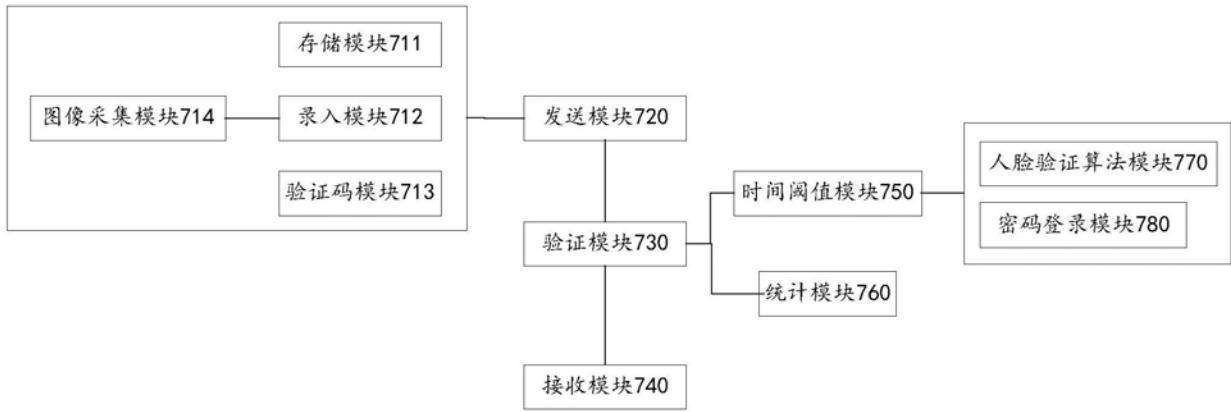 存储模块711
图像采集模块714
录入模块712
验证码模块713
发送模块720
验证模块730
接收模块740
时间阈值模块750
统计模块760
人脸验证算法模块770
密码登录模块780